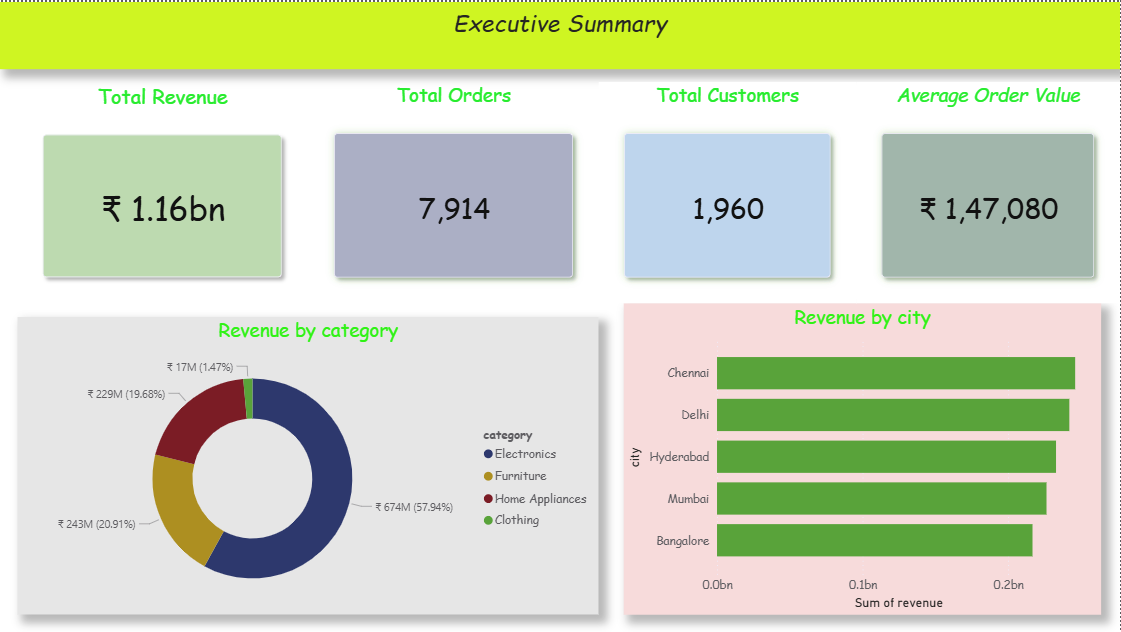 Executive Summary
Total Revenue
₹ 1.16bn
Total Orders
7,914
Total Customers
1,960
Average Order Value
₹ 1,47,080
Revenue by category
₹ 17M (1.47%)
₹ 229M (19.68%)
₹ 243M (20.91%)
₹ 674M (57.94%)
category
Electronics
Furniture
Home Appliances
Clothing
Revenue by city
city
Chennai
Delhi
Hyderabad
Mumbai
Bangalore
0.0bn 0.1bn 0.2bn
Sum of revenue